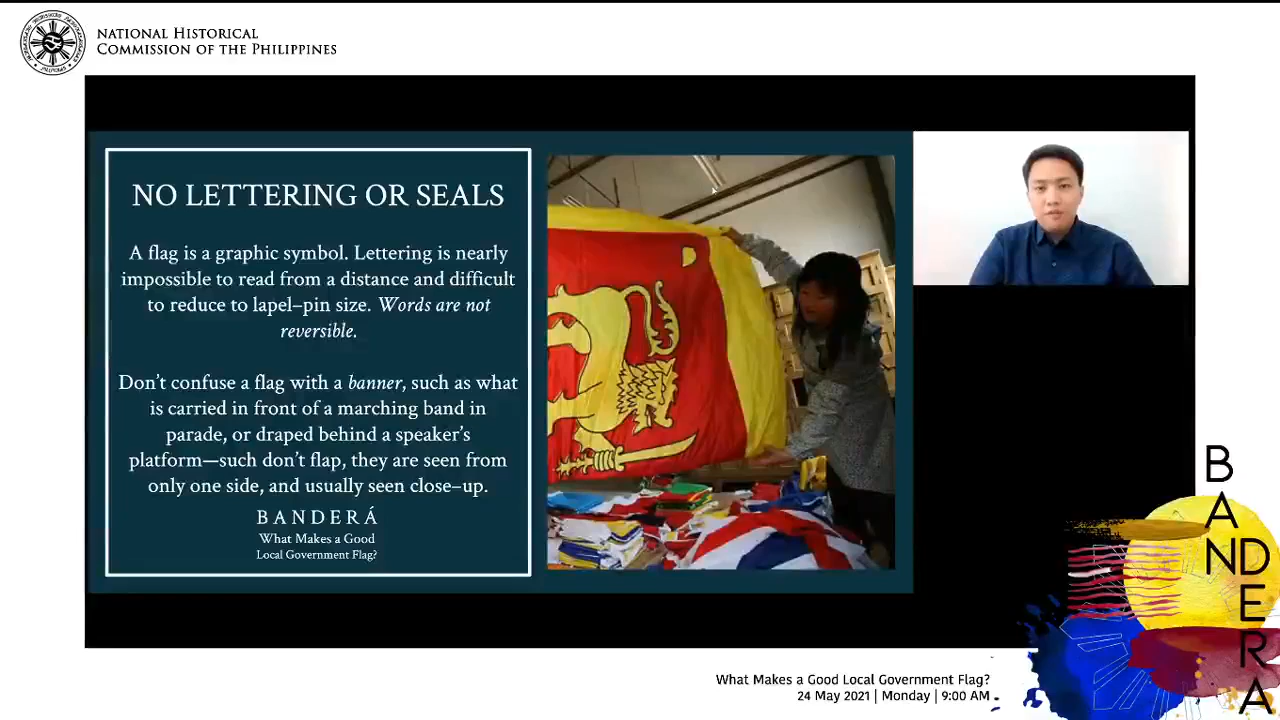 NATIONAL HISTORICAL
COMMISSION OF THE PHILIPPINES
NO LETTERING OR SEALS
A flag is a graphic symbol. Lettering is nearly
impossible to read from a distance and difficult
to reduce to lapel–pin size. Words are not
reversible.
Don't confuse a flag with a banner, such as what
is carried in front of a marching band in
parade, or draped behind a speaker's
platform—such don't flap, they are seen from
only one side, and usually seen close–up.
BANDERÁ
What Makes a Good
Local Government Flag?
BANDERA
What Makes a Good Local Government Flag?
24 May 2021 | Monday | 9:00 AM